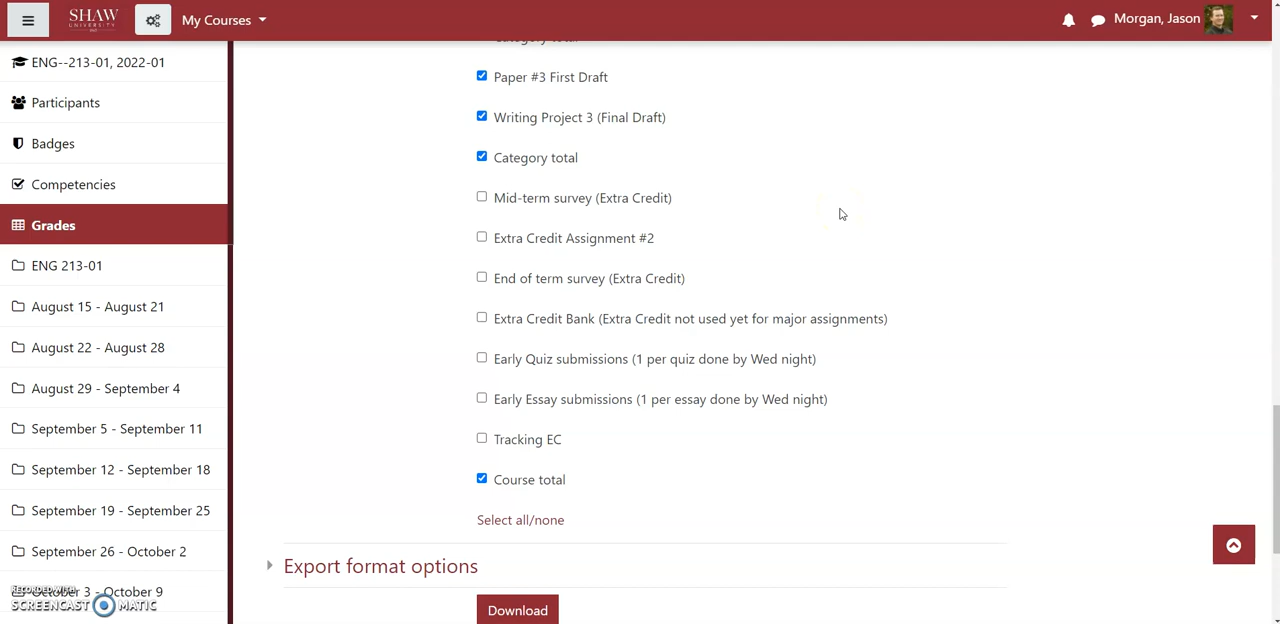 SHAW
UNIVERSITY
My Courses
Morgan, Jason
ENG--213-01, 2022-01
Participants
Badges
Competencies
Grades
ENG 213-01
August 15 - August 21
August 22 - August 28
August 29 - September 4
September 5 - September 11
September 12 - September 18
September 19 - September 25
September 26 - October 2
October 3 - October 9
RECORDED WITH
SCREENCAST MATIC
Category total
Paper #3 First Draft
Writing Project 3 (Final Draft)
Category total
Mid-term survey (Extra Credit)
Extra Credit Assignment #2
End of term survey (Extra Credit)
Extra Credit Bank (Extra Credit not used yet for major assignments)
Early Quiz submissions (1 per quiz done by Wed night)
Early Essay submissions (1 per essay done by Wed night)
Tracking EC
Course total
Select all/none
Export format options
Download